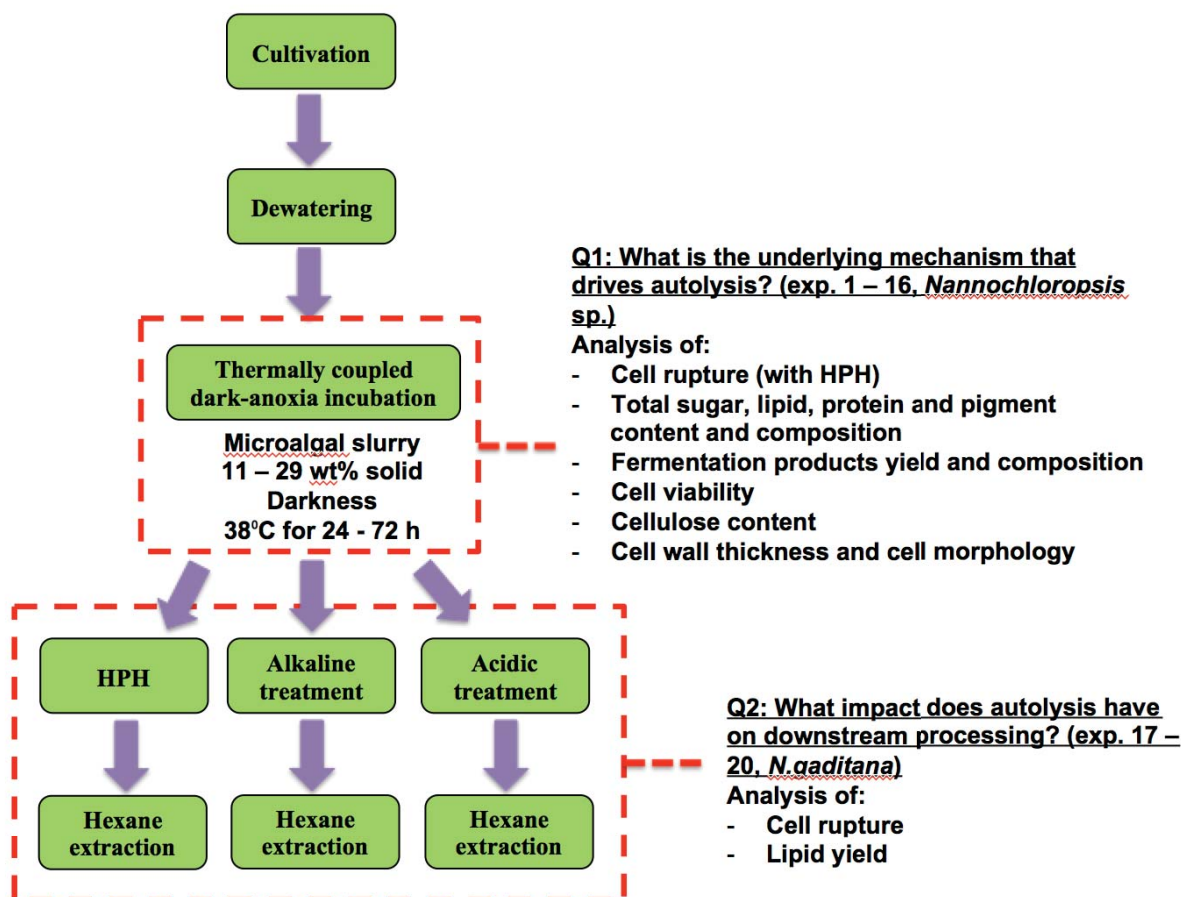 Cultivation
Dewatering
Thermally coupled
dark-anoxia incubation
Microalgal slurry
11 – 29 wt% solid
Darkness
38⁰C for 24 - 72 h
Q1: What is the underlying mechanism that
drives autolysis? (exp. 1 – 16, Nannochloropsis
sp.)
Analysis of:
- Cell rupture (with HPH)
- Total sugar, lipid, protein and pigment
content and composition
- Fermentation products yield and composition
- Cell viability
- Cellulose content
- Cell wall thickness and cell morphology
HPH
Alkaline
treatment
Acidic
treatment
Hexane
extraction
Hexane
extraction
Hexane
extraction
Q2: What impact does autolysis have
on downstream processing? (exp. 17 –
20, N.gaditana)
Analysis of:
- Cell rupture
- Lipid yield